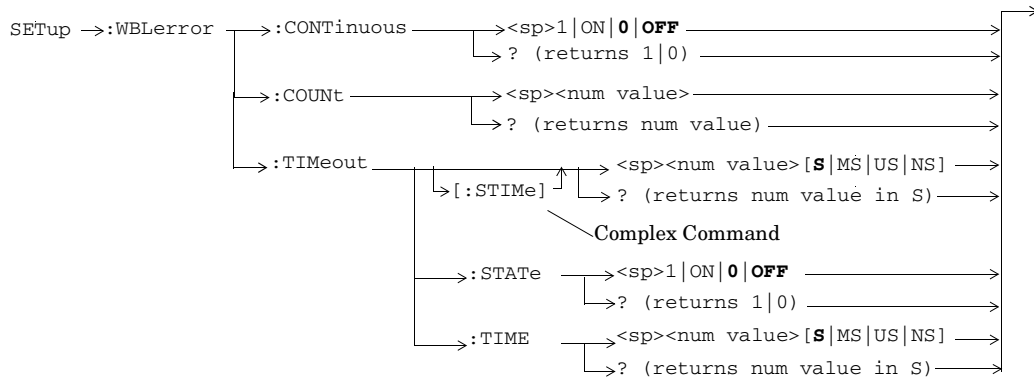 SETup :WBLerror :CONTinuous <sp>1|ON|0|OFF
? (returns 1|0)
:COUNt <sp><num value>
? (returns num value)
:TIMeout <sp><num value>[S|MS|US|NS]
[:STIMe] ? (returns num value in S)
Complex Command
:STATe <sp>1|ON|0|OFF
? (returns 1|0)
:TIME <sp><num value>[S|MS|US|NS]
? (returns num value in S)